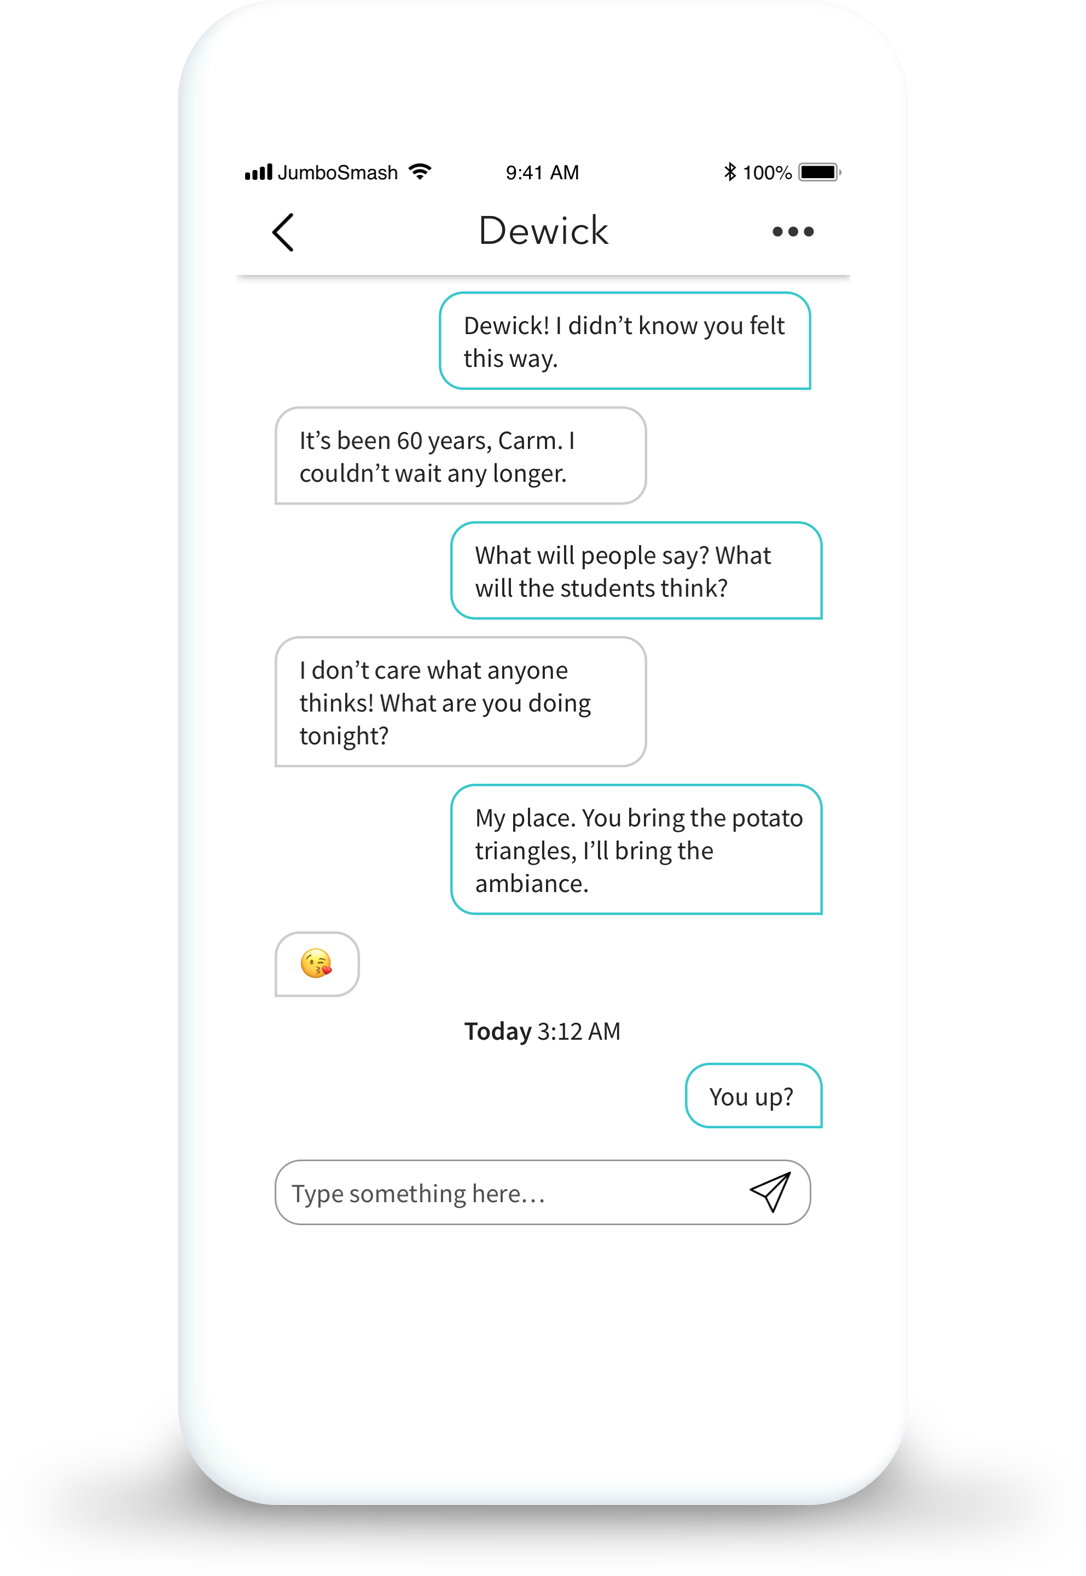 JumboSmash 9:41 AM 100%
Dewick
Dewick! I didn’t know you felt
this way.
It’s been 60 years, Carm. I
couldn’t wait any longer.
What will people say? What
will the students think?
I don’t care what anyone
thinks! What are you doing
tonight?
My place. You bring the potato
triangles, I’ll bring the
ambiance.
😘
Today 3:12 AM
You up?
Type something here…